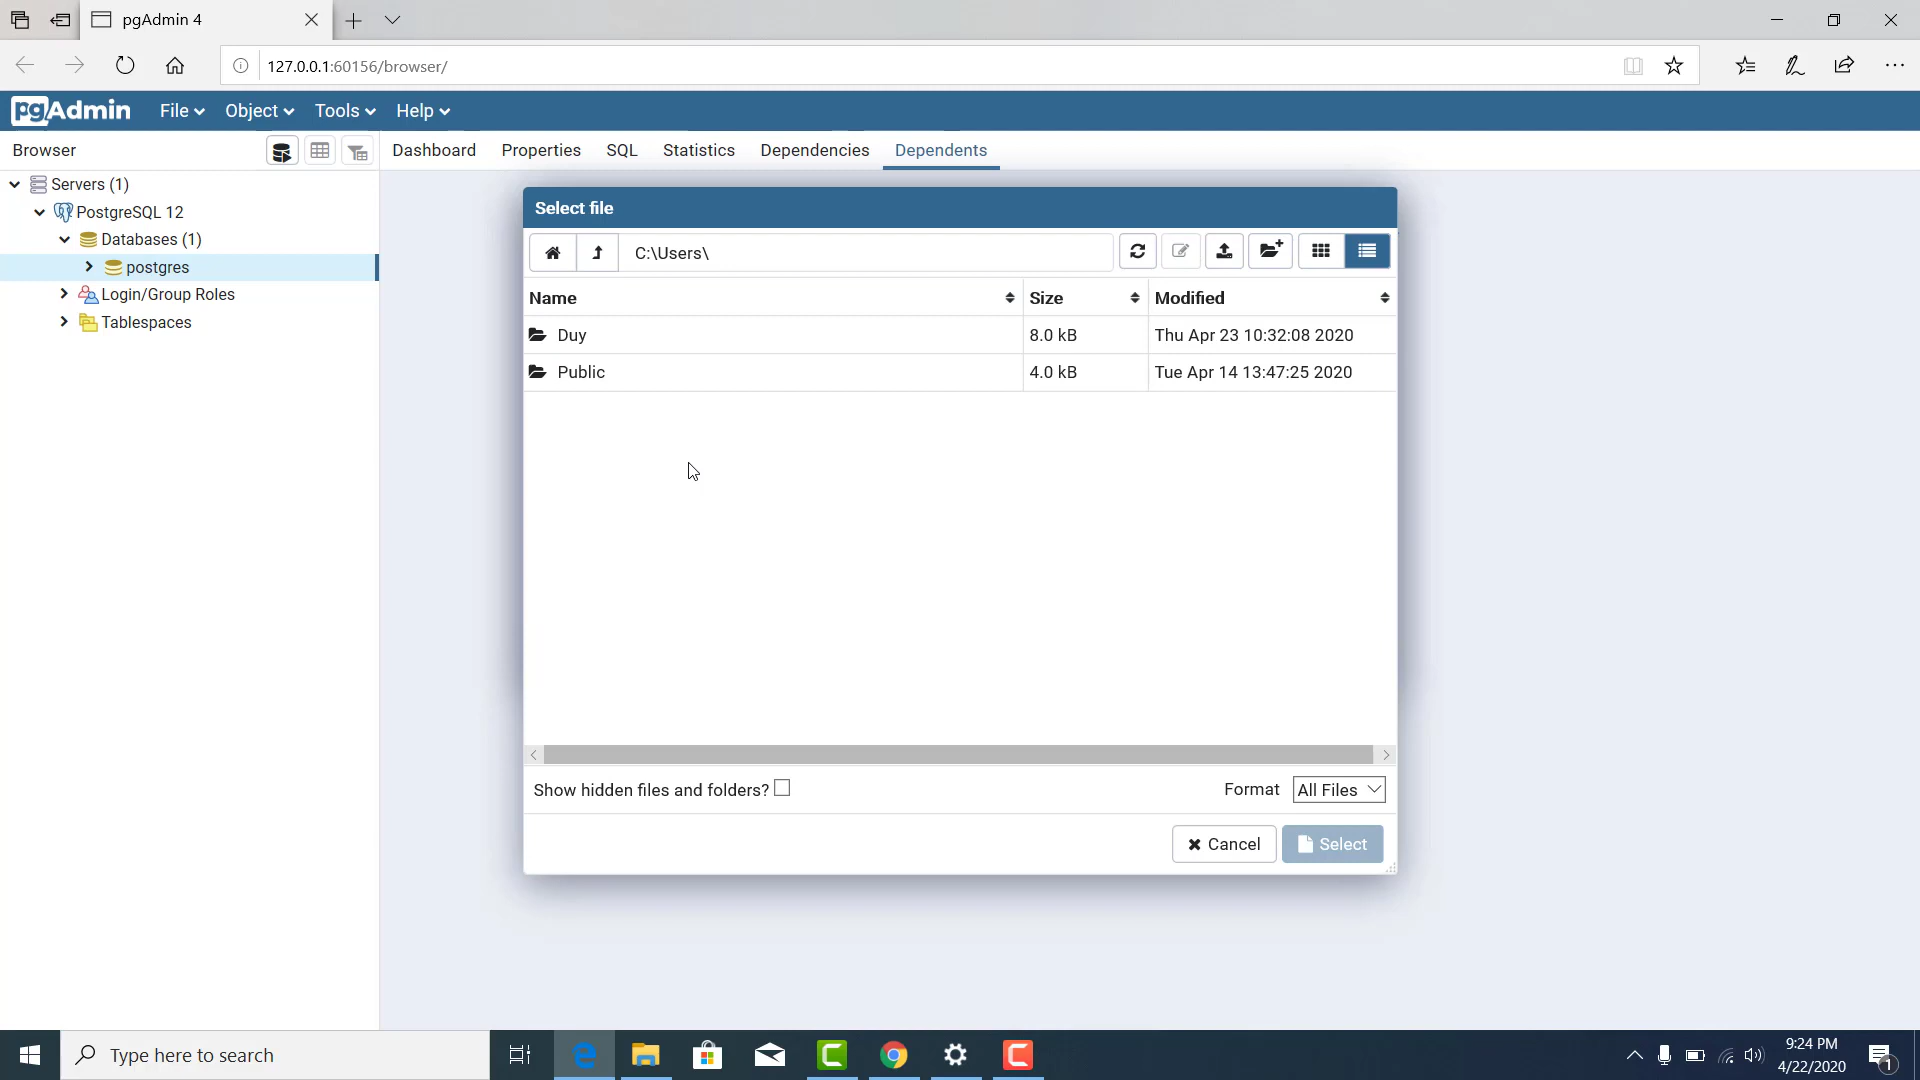 pgAdmin 4
127.0.0.1:60156/browser/
pgAdmin File Object Tools Help
Browser Dashboard Properties SQL Statistics Dependencies Dependents
Servers (1)
PostgreSQL 12
Databases (1)
postgres
Login/Group Roles
Tablespaces
Select file
C:\Users\
Name Size Modified
Duy 8.0 kB Thu Apr 23 10:32:08 2020
Public 4.0 kB Tue Apr 14 13:47:25 2020
Show hidden files and folders? Format All Files
Cancel Select
Type here to search
9:24 PM
4/22/2020
1